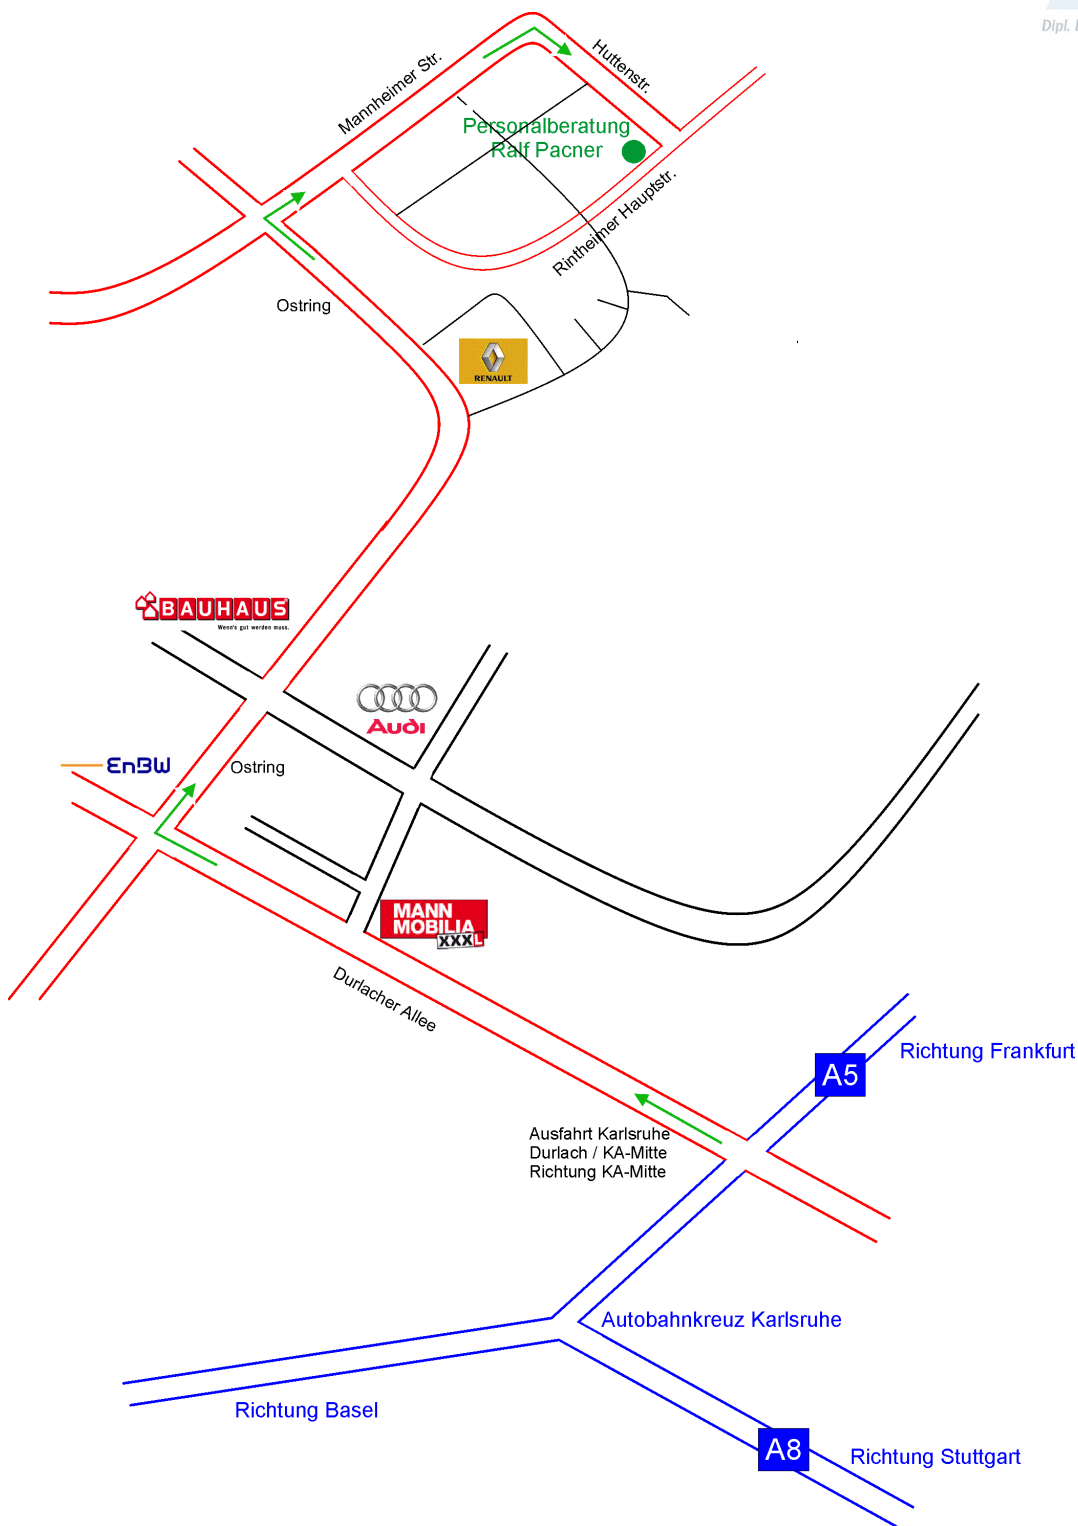 Dipl.
Huttenstr.
Mannheimer Str.
Personalberatung
Ralf Pacner
Rintheimer Hauptstr.
Ostring
RENAULT
BAUHAUS
Wenn's gut werden muss.
Audi
EnBW
Ostring
MANN
MOBILIA
XXXL
Durlacher Allee
Richtung Frankfurt
A5
Ausfahrt Karlsruhe
Durlach / KA-Mitte
Richtung KA-Mitte
Autobahnkreuz Karlsruhe
Richtung Basel
A8
Richtung Stuttgart